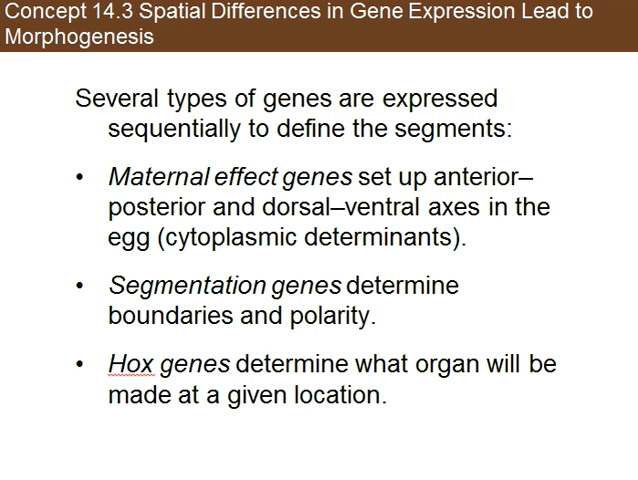 Concept 14.3 Spatial Differences in Gene Expression Lead to
Morphogenesis
Several types of genes are expressed
sequentially to define the segments:
• Maternal effect genes set up anterior–
posterior and dorsal–ventral axes in the
egg (cytoplasmic determinants).
• Segmentation genes determine
boundaries and polarity.
• Hox genes determine what organ will be
made at a given location.